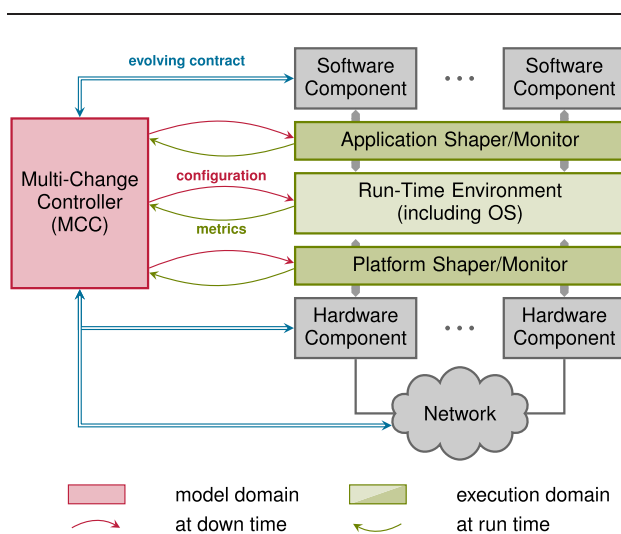 evolving contract
Software
Component
...
Software
Component
Application Shaper/Monitor
Multi-Change
Controller
(MCC)
configuration
Run-Time Environment
(including OS)
metrics
Platform Shaper/Monitor
Hardware
Component
...
Hardware
Component
Network
model domain
execution domain
at down time
at run time